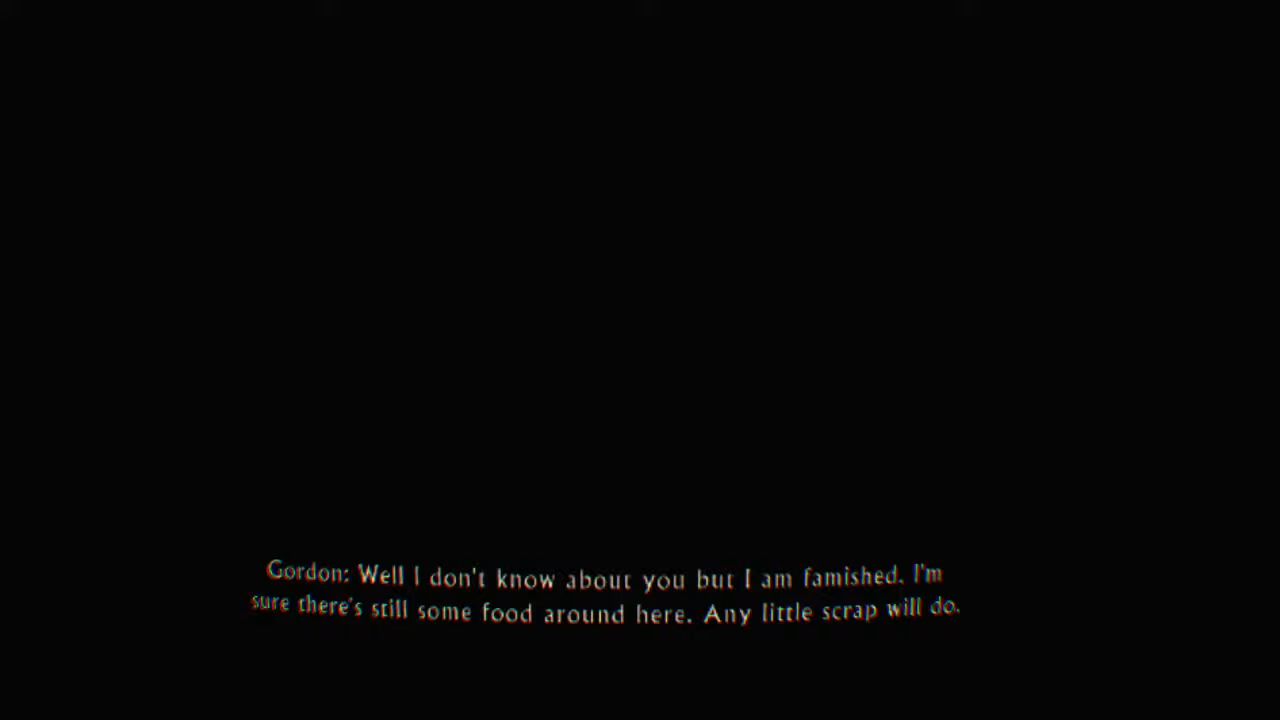 Gordon: Well I don't know about you but I am famished. I'm
sure there's still some food around here. Any little scrap will do.